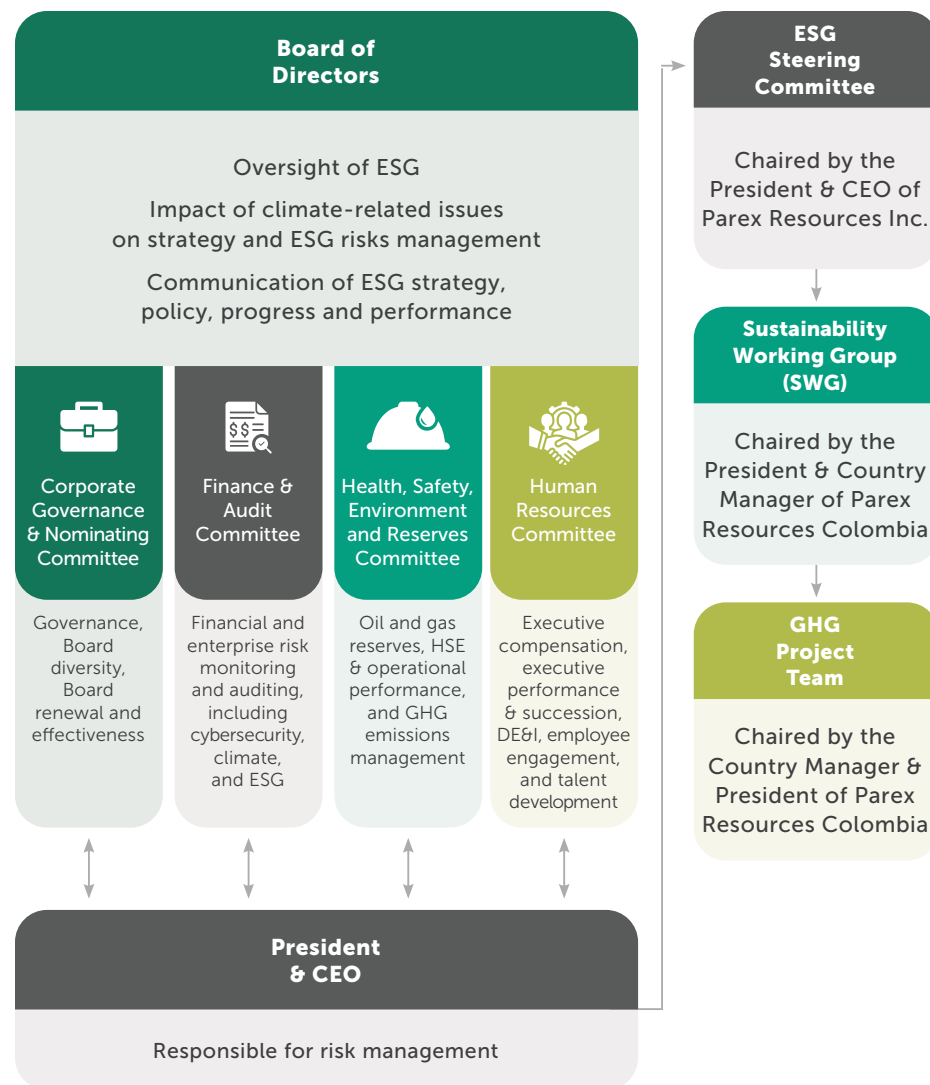 Board of
Directors
Oversight of ESG
Impact of climate-related issues
on strategy and ESG risks management
Communication of ESG strategy,
policy, progress and performance
Corporate
Governance
& Nominating
Committee
Governance,
Board
diversity,
Board
renewal and
effectiveness
$$
Finance &
Audit
Committee
Financial and
enterprise risk
monitoring
and auditing,
including
cybersecurity,
climate,
and ESG
Health, Safety,
Environment
and Reserves
Committee
Oil and gas
reserves, HSE
& operational
performance,
and GHG
emissions
management
Human
Resources
Committee
Executive
compensation,
executive
performance
& succession,
DE&I, employee
engagement,
and talent
development
President
& CEO
Responsible for risk management
ESG
Steering
Committee
Chaired by the
President & CEO of
Parex Resources Inc.
Sustainability
Working Group
(SWG)
Chaired by the
President & Country
Manager of Parex
Resources Colombia
GHG
Project
Team
Chaired by the
Country Manager &
President of Parex
Resources Colombia